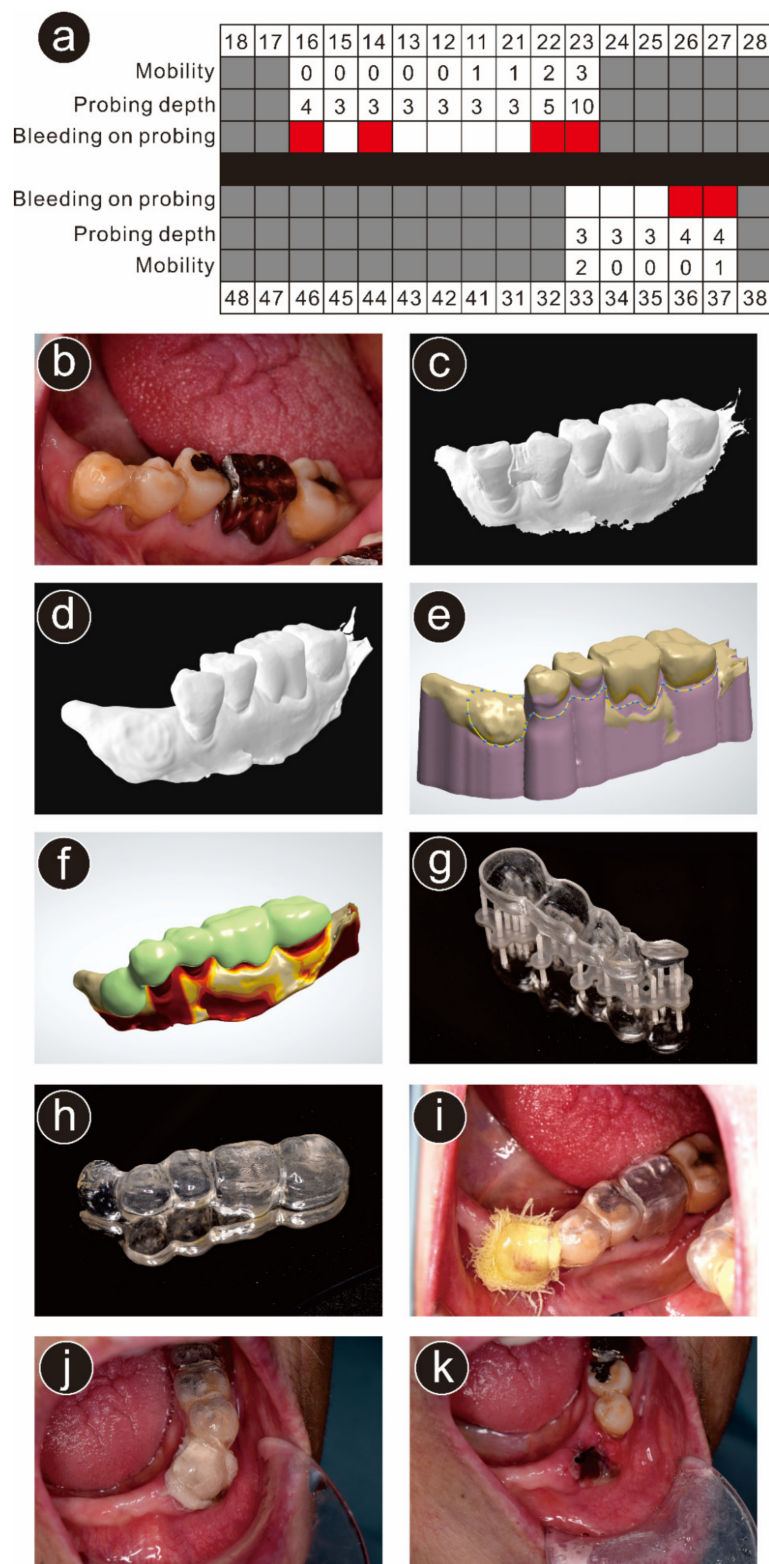 a
18 17 16 15 14 13 12 11 21 22 23 24 25 26 27 28
Mobility 0 0 0 0 0 1 1 2 3
Probing depth 4 3 3 3 3 3 3 5 10
Bleeding on probing
Bleeding on probing
Probing depth 3 3 3 4 4
Mobility 2 0 0 0 1
48 47 46 45 44 43 42 41 31 32 33 34 35 36 37 38
b
c
d
e
f
g
h
i
j
k